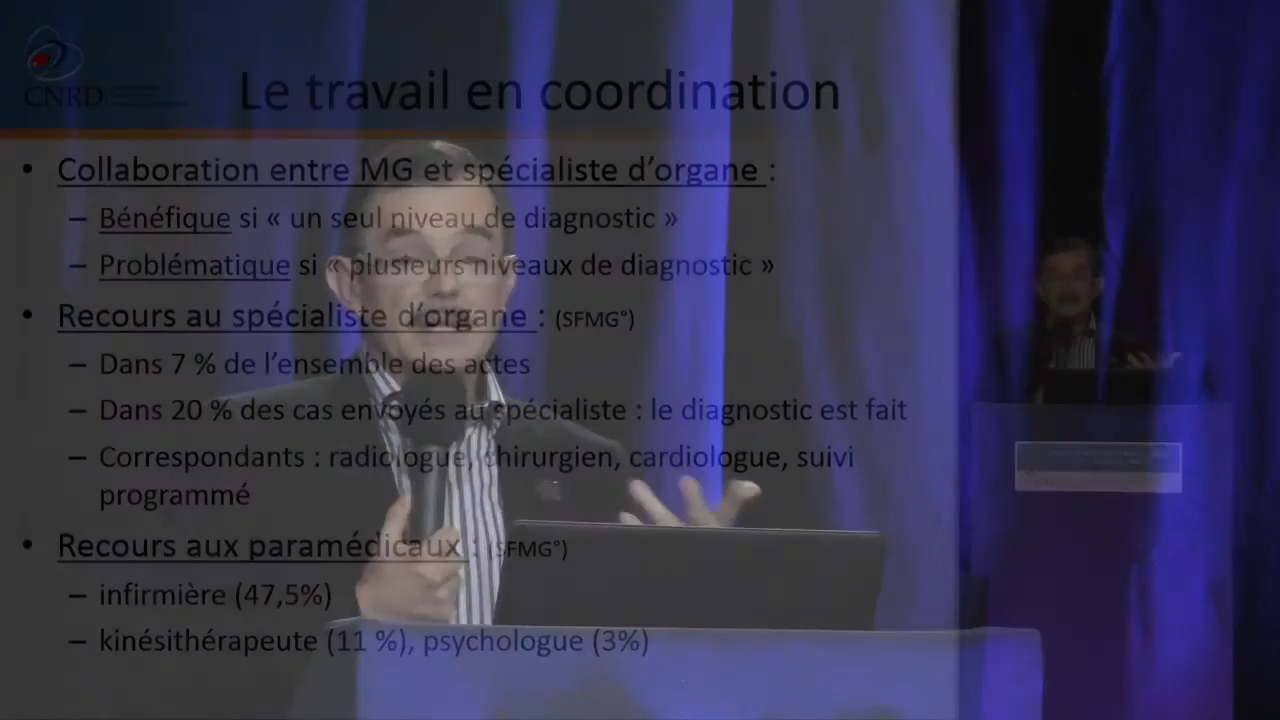 CNRD
Le travail en coordination
• Collaboration entre MG et spécialiste d’organe :
– Bénéfique si « un seul niveau de diagnostic »
– Problématique si « plusieurs niveaux de diagnostic »
• Recours au spécialiste d’organe : (SFMG°)
– Dans 7 % de l’ensemble des actes
– Dans 20 % des cas envoyés au spécialiste : le diagnostic est fait
– Correspondants : radiologue, chirurgien, cardiologue, suivi
programmé
• Recours aux paramédicaux : (SFMG°)
– infirmière (47,5%)
– kinésithérapeute (11 %), psychologue (3%)